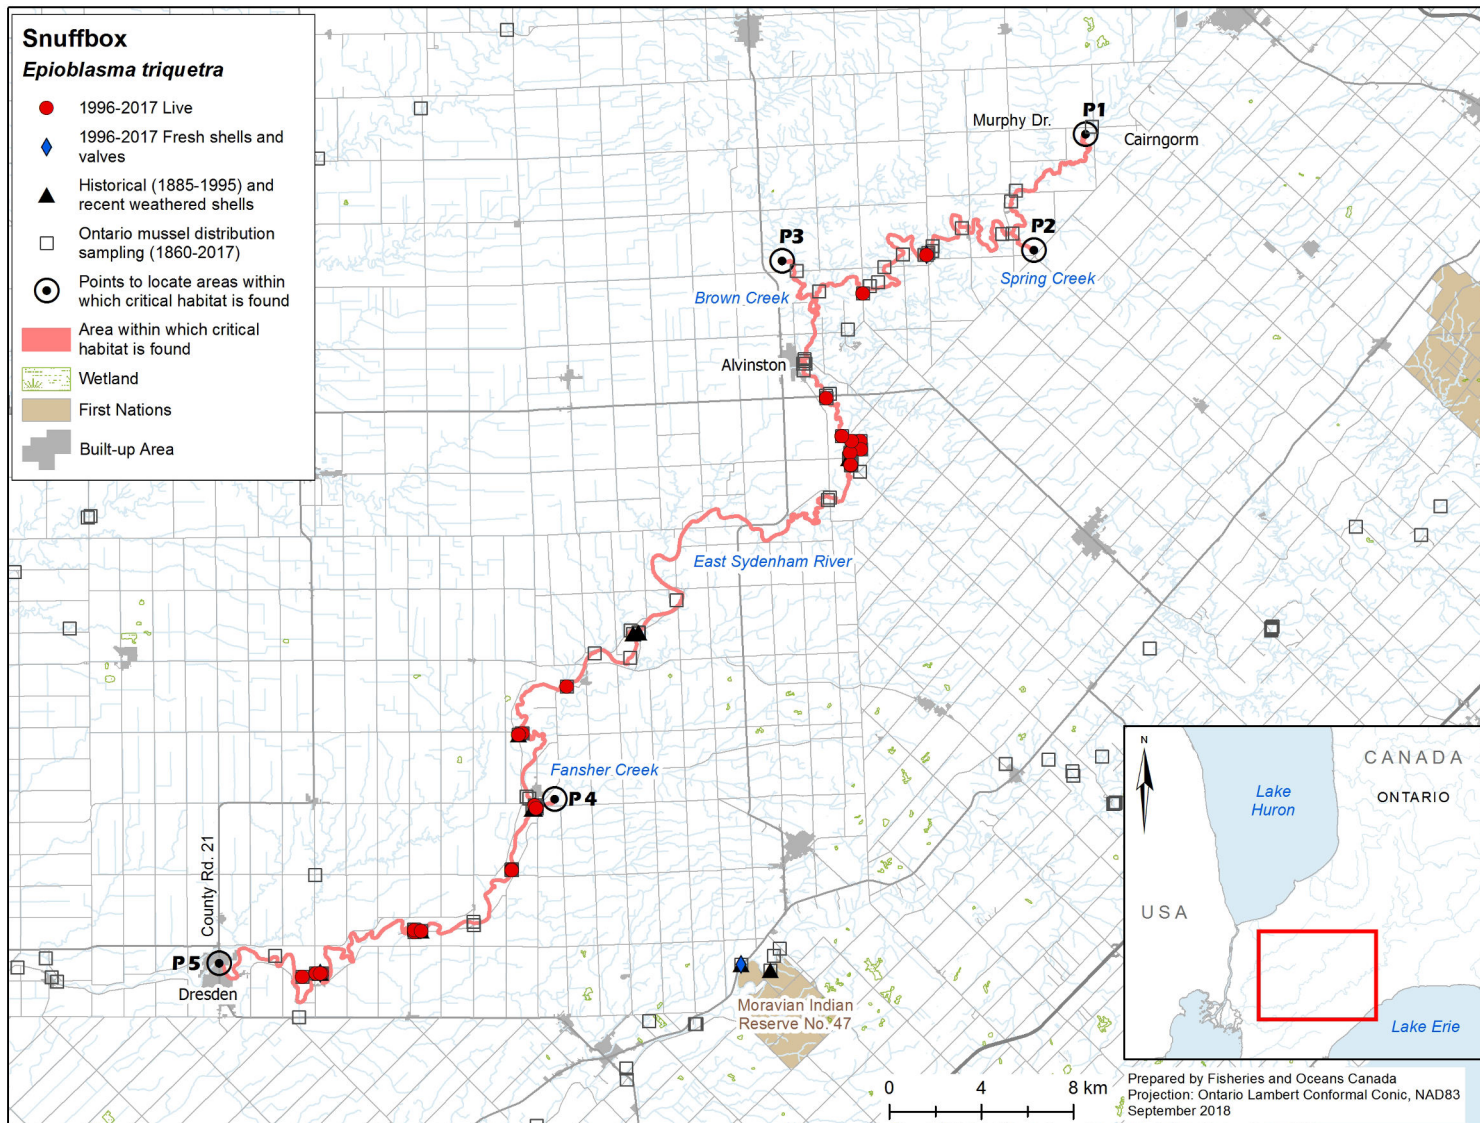 Snuffbox
Epioblasma triquetra
1996-2017 Live
1996-2017 Fresh shells and
valves
Historical (1885-1995) and
recent weathered shells
Ontario mussel distribution
sampling (1860-2017)
Points to locate areas within
which critical habitat is found
Area within which critical
habitat is found
Wetland
First Nations
Built-up Area
P1
Murphy Dr.
Cairngorm
P2
P3
Spring Creek
Brown Creek
Alvinston
East Sydenham River
Fansher Creek
P4
County Rd. 21
P5
Dresden
Moravian Indian
Reserve No. 47
N
CANADA
ONTARIO
Lake
Huron
USA
Lake Erie
0 4 8 km
Prepared by Fisheries and Oceans Canada
Projection: Ontario Lambert Conformal Conic, NAD83
September 2018